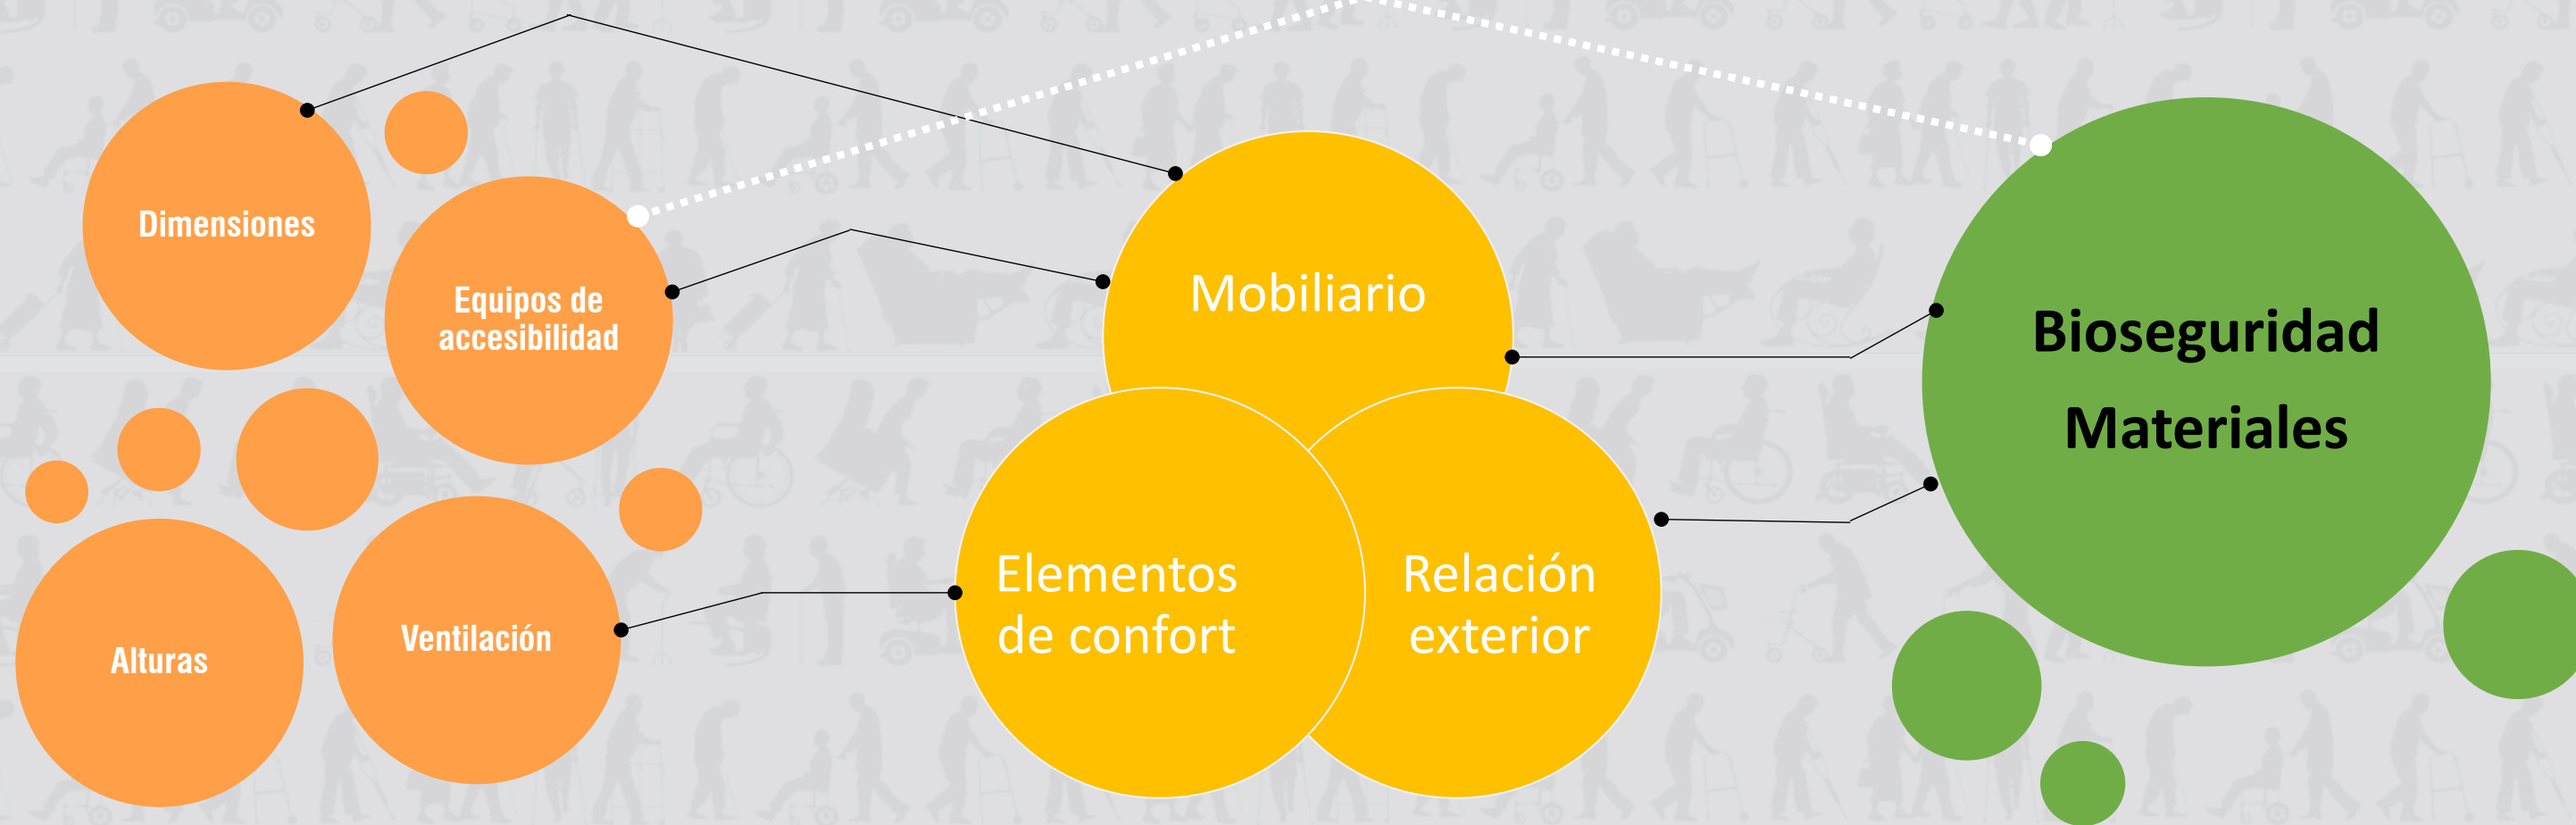 Dimensiones
Equipos de
accesibilidad
Alturas
Ventilación
Mobiliario
Elementos
de confort
Relación
exterior
Bioseguridad
Materiales